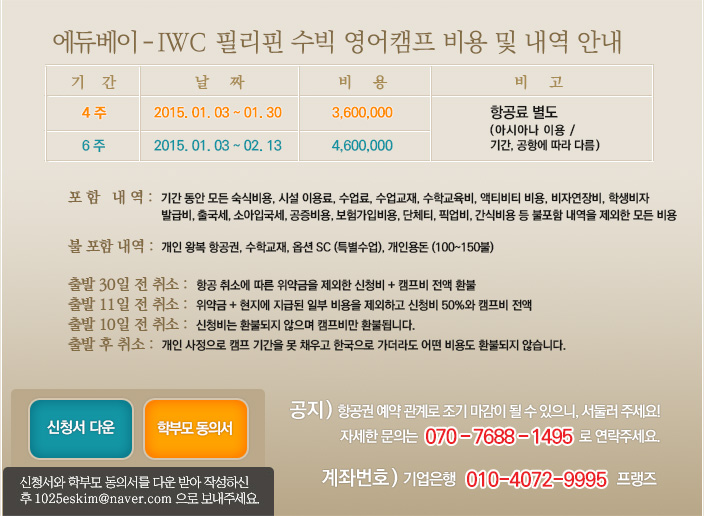 에듀베이 - IWC 필리핀 수빅 영어캠프 비용 및 내역 안내
기 간 날 짜 비 용 비 고
4 주 2015. 01. 03 ~ 01. 30 3,600,000 항공료 별도
(아시아나 이용 /
6 주 2015. 01. 03 ~ 02. 13 4,600,000 기간, 공항에 따라 다름)
포 함 내 역 : 기간 동안 모든 숙식비용, 시설 이용료, 수업료, 수업교재, 수학교육비, 액티비티 비용, 비자연장비, 학생비자
발급비, 출국세, 소아입국세, 공증비용, 보험가입비용, 단체티, 픽업비, 간식비용 등 불포함 내역을 제외한 모든 비용
불 포함 내역 : 개인 왕복 항공권, 수학교재, 옵션 SC (특별수업), 개인용돈 (100~150불)
출발 30일 전 취소 : 항공 취소에 따른 위약금을 제외한 신청비 + 캠프비 전액 환불
출발 11일 전 취소 : 위약금 + 현지에 지급된 일부 비용을 제외하고 신청비 50%와 캠프비 전액
출발 10일 전 취소 : 신청비는 환불되지 않으며 캠프비만 환불됩니다.
출발 후 취소 : 개인 사정으로 캠프 기간을 못 채우고 한국으로 가더라도 어떤 비용도 환불되지 않습니다.
신청서 다운 학부모 동의서
공지) 항공권 예약 관계로 조기 마감이 될 수 있으니, 서둘러 주세요!
자세한 문의는 070 - 7688 - 1495 로 연락주세요.
계좌번호) 기업은행 010-4072-9995 프랭즈
신청서와 학부모 동의서를 다운 받아 작성하신
후 1025eskim@naver.com 으로 보내주세요.